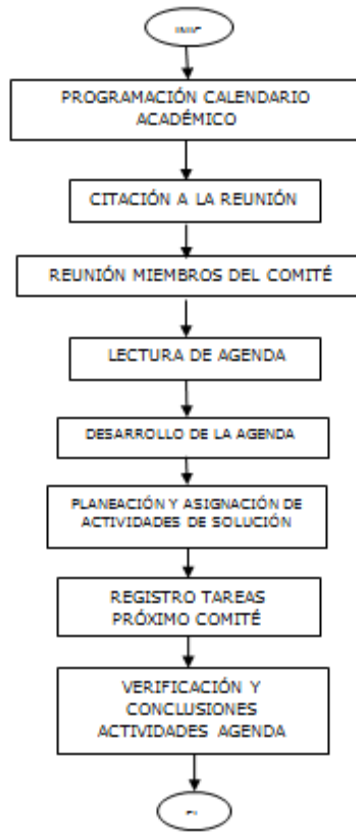 PROGRAMACIÓN CALENDARIO
ACADÉMICO
CITACIÓN A LA REUNIÓN
REUNIÓN MIEMBROS DEL COMITÉ
LECTURA DE AGENDA
DESARROLLO DE LA AGENDA
PLANEACIÓN Y ASIGNACIÓN DE
ACTIVIDADES DE SOLUCIÓN
REGISTRO TAREAS
PRÓXIMO COMITÉ
VERIFICACIÓN Y
CONCLUSIONES
ACTIVIDADES AGENDA